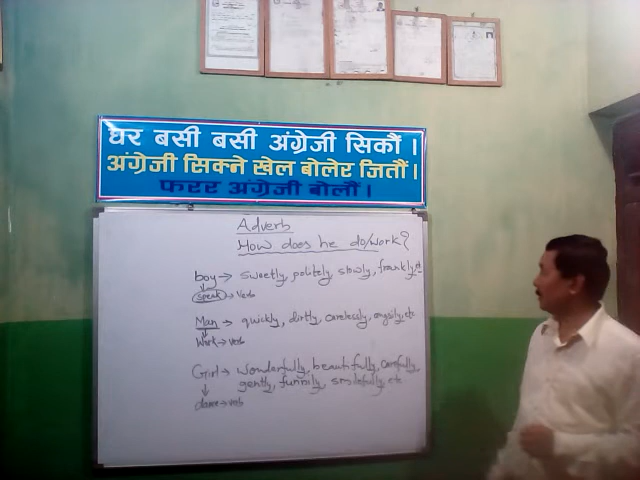 घर बसी बसी अंग्रेजी सिकौं ।
अंग्रेजी सिक्ने खेल बोलेर जितौं ।
फरर अंग्रेजी बोलौं ।
Adverb
How does he do/work?
boy → sweetly, politely, slowly, frankly, etc
speak → verb
Man → quickly, dirtly, carelessly, angrily, etc
Work → verb
Girl → wonderfully, beautifully, carefully,
gently, funnily, smilefully, etc
dance → verb